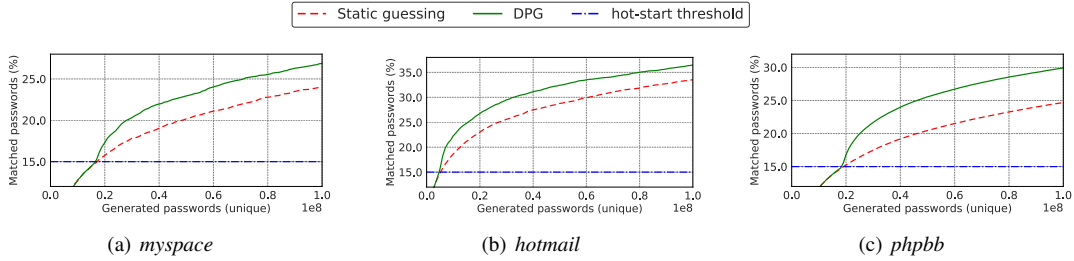 Static guessing DPG hot-start threshold
Matched passwords (%)
25.0
20.0
15.0
0.0 0.2 0.4 0.6 0.8 1.0
Generated passwords (unique) 1e8
(a) myspace
Matched passwords (%)
35.0
30.0
25.0
20.0
15.0
0.0 0.2 0.4 0.6 0.8 1.0
Generated passwords (unique) 1e8
(b) hotmail
Matched passwords (%)
30.0
25.0
20.0
15.0
0.0 0.2 0.4 0.6 0.8 1.0
Generated passwords (unique) 1e8
(c) phpbb